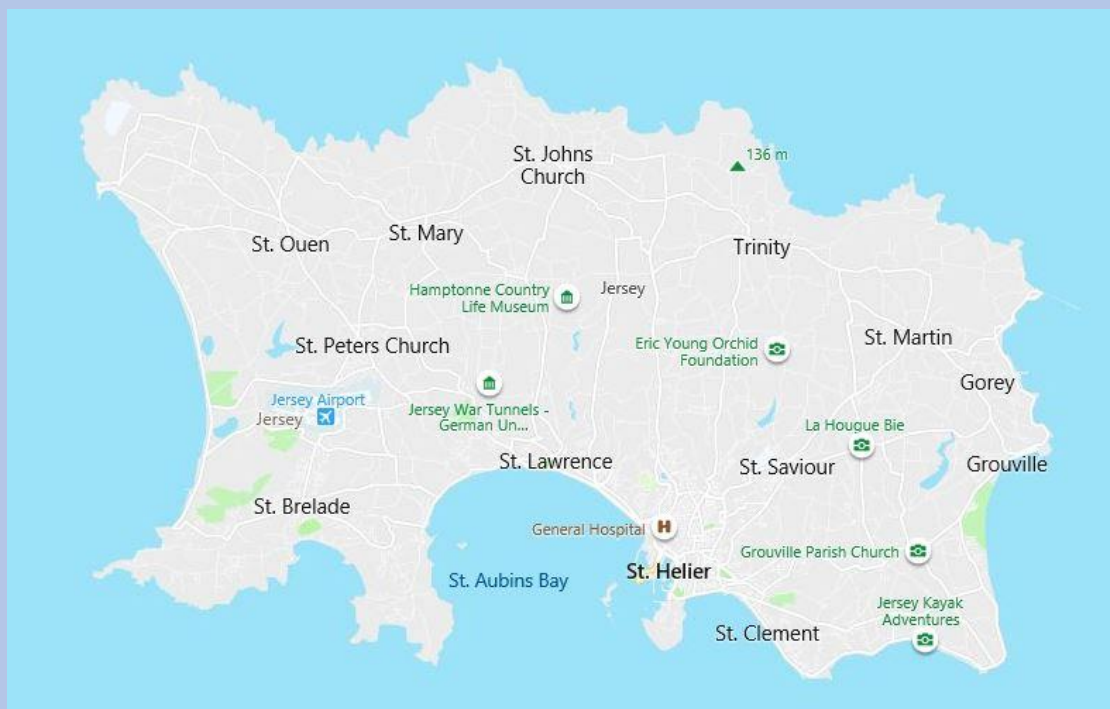 136 m
St. Johns
Church
St. Mary
St. Ouen
Trinity
Hamptonne Country
Life Museum
Jersey
St. Peters Church
Eric Young Orchid
Foundation
St. Martin
Gorey
Jersey Airport
Jersey
Jersey War Tunnels -
German Un...
La Hougue Bie
St. Lawrence
St. Saviour
Grouville
St. Brelade
General Hospital
H
Grouville Parish Church
St. Aubins Bay
St. Helier
Jersey Kayak
Adventures
St. Clement